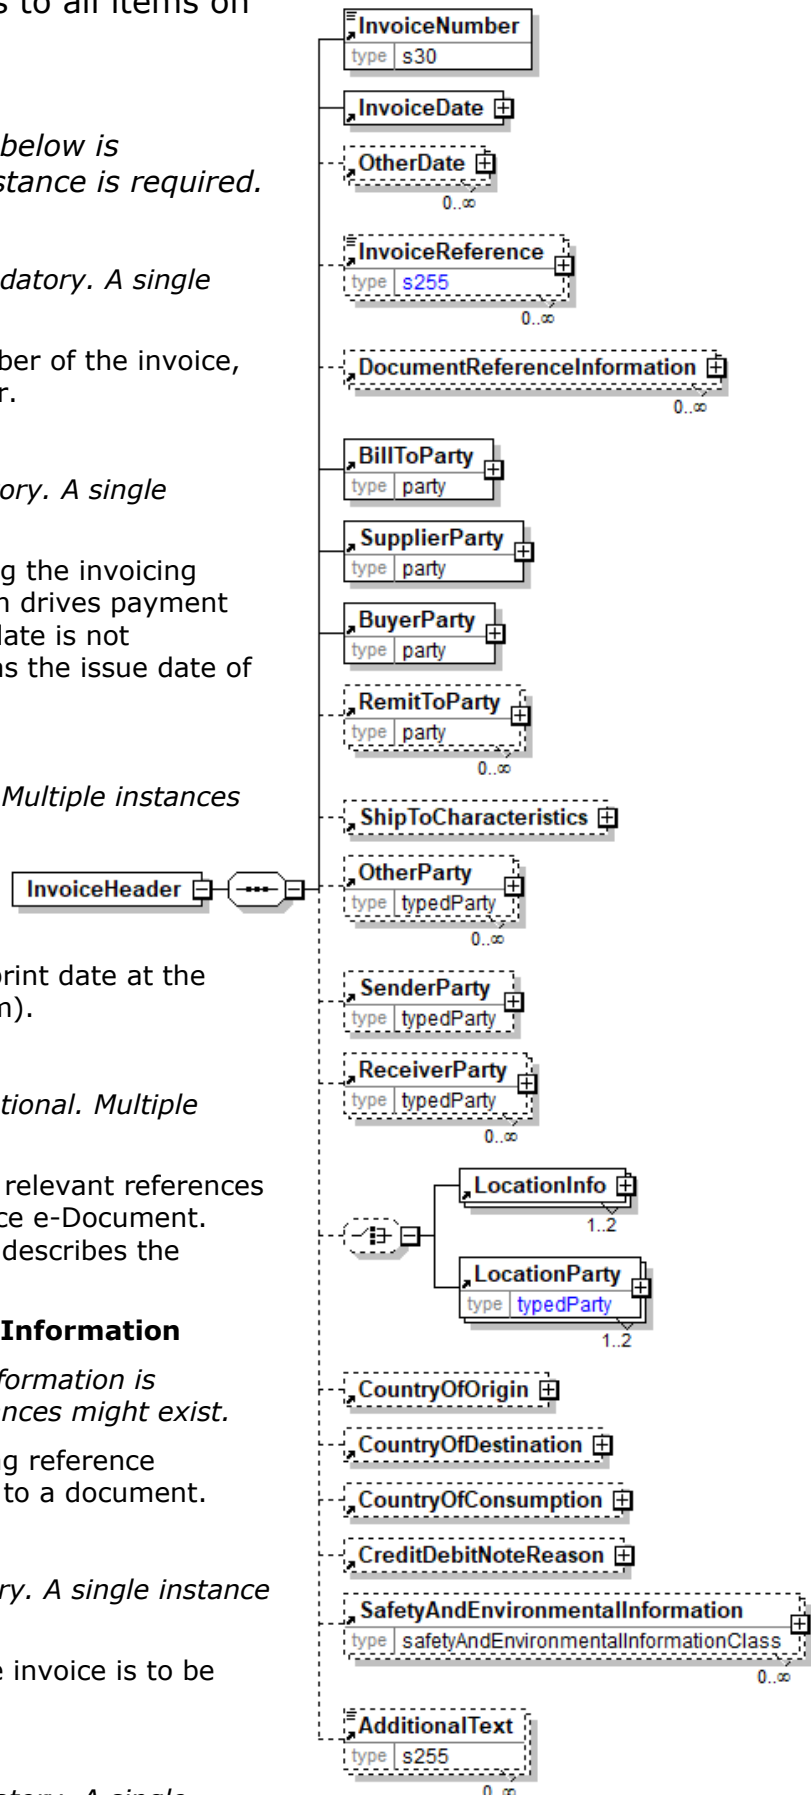 s to all items on
below is
stance is required.
datory. A single
ber of the invoice,
r.
ory. A single
g the invoicing
n drives payment
date is not
as the issue date of
Multiple instances
print date at the
m).
tional. Multiple
relevant references
ce e-Document.
describes the
Information
formation is
nces might exist.
ng reference
to a document.
ry. A single instance
e invoice is to be
InvoiceHeader
InvoiceNumber
type s30
InvoiceDate
OtherDate
0..∞
InvoiceReference
type s255
0..∞
DocumentReferenceInformation
0..∞
BillToParty
type party
SupplierParty
type party
BuyerParty
type party
RemitToParty
type party
0..∞
ShipToCharacteristics
OtherParty
type typedParty
0..∞
SenderParty
type typedParty
ReceiverParty
type typedParty
0..∞
LocationInfo
1..2
LocationParty
type typedParty
1..2
CountryOfOrigin
CountryOfDestination
CountryOfConsumption
CreditDebitNoteReason
SafetyAndEnvironmentalInformation
type safetyAndEnvironmentalInformationClass
0..∞
AdditionalText
type s255
0..∞